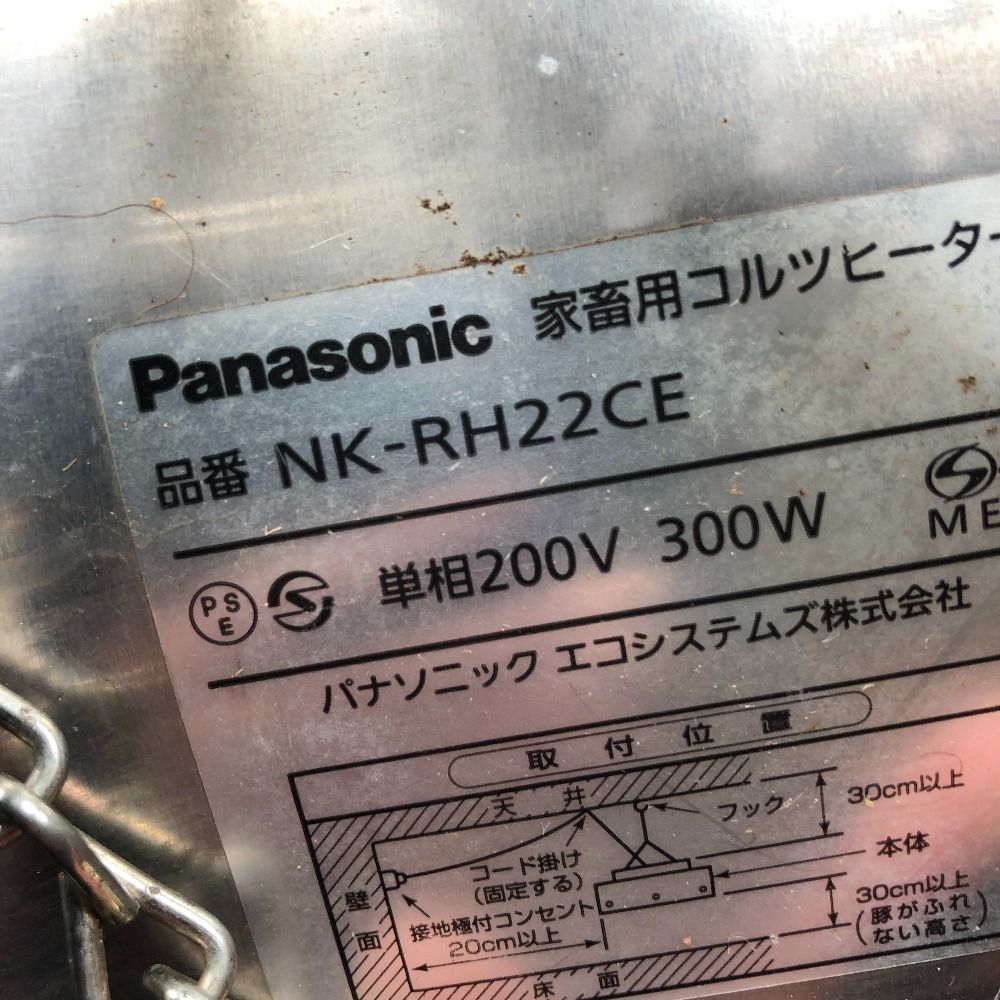 Panasonic 家畜用コルツヒーター
品番 NK-RH22CE
PS
E
単相200V 300W
ME
パナソニック エコシステムズ株式会社
取付位置
天井
フック
30cm以上
コード掛け
(固定する)
本体
壁面
接地極付コンセント
20cm以上
30cm以上
(豚がふれ
ない高さ)
床面